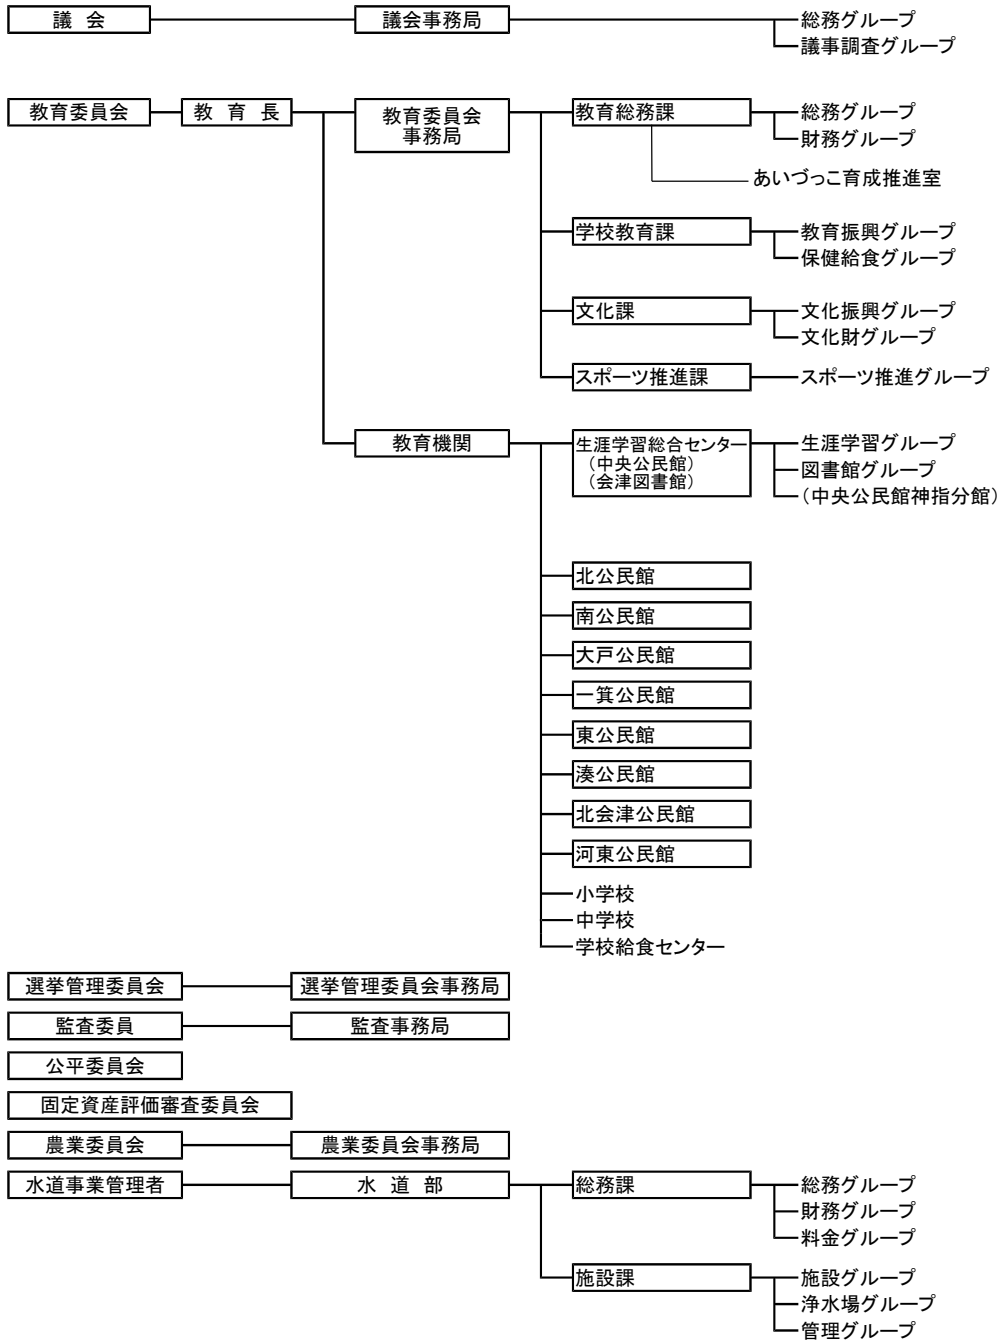 議 会
議会事務局
総務グループ
議事調査グループ
教育委員会
教 育 長
教育委員会
事務局
教育総務課
総務グループ
財務グループ
あいづっこ育成推進室
学校教育課
教育振興グループ
保健給食グループ
文化課
文化振興グループ
文化財グループ
スポーツ推進課
スポーツ推進グループ
教育機関
生涯学習総合センター
（中央公民館）
（会津図書館）
生涯学習グループ
図書館グループ
（中央公民館神指分館）
北公民館
南公民館
大戸公民館
一箕公民館
東公民館
湊公民館
北会津公民館
河東公民館
小学校
中学校
学校給食センター
選挙管理委員会
選挙管理委員会事務局
監査委員
監査事務局
公平委員会
固定資産評価審査委員会
農業委員会
農業委員会事務局
水道事業管理者
水 道 部
総務課
総務グループ
財務グループ
料金グループ
施設課
施設グループ
浄水場グループ
管理グループ